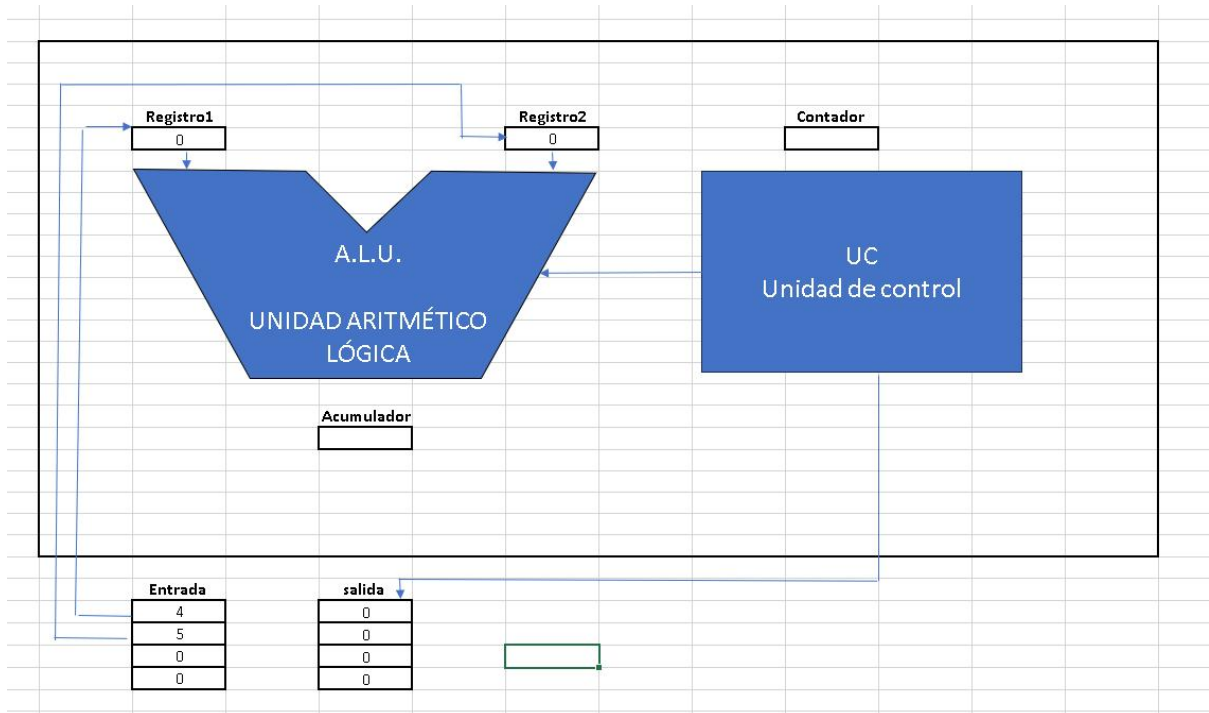 Registro1 Registro2 Contador
0 0
A.L.U.
UNIDAD ARITMÉTICO
LÓGICA
UC
Unidad de control
Acumulador
Entrada salida
4 0
5 0
0 0
0 0